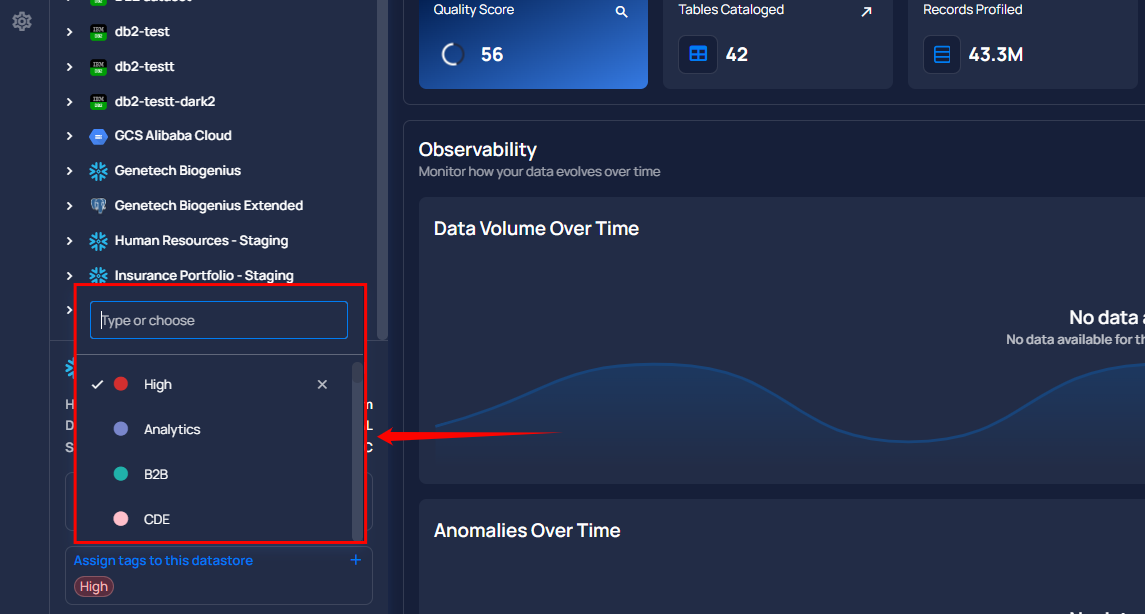 db2-test
db2-testt
db2-testt-dark2
GCS Alibaba Cloud
Genetech Biogenius
Genetech Biogenius Extended
Human Resources - Staging
Insurance Portfolio - Staging
Type or choose
High
Analytics
B2B
CDE
Assign tags to this datastore
High
Quality Score
56
Tables Cataloged
42
Records Profiled
43.3M
Observability
Monitor how your data evolves over time
Data Volume Over Time
No data a
No data available for th
Anomalies Over Time